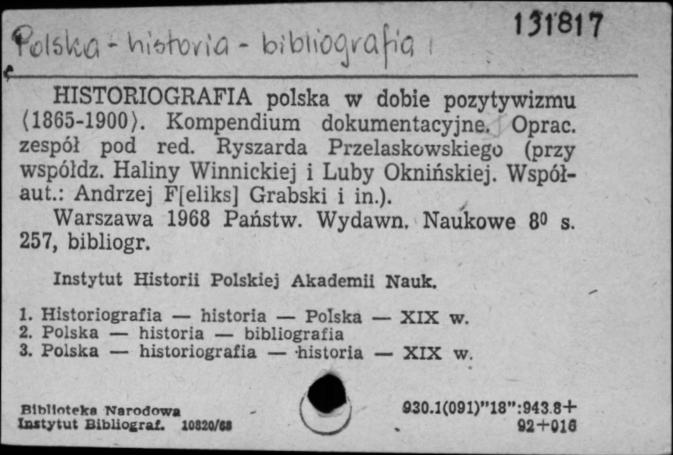 131817
Polska - historia - bibliografia
HISTORIOGRAFIA polska w dobie pozytywizmu
(1865-1900). Kompendium dokumentacyjne. Oprac.
zespół pod red. Ryszarda Przelaskowskiego (przy
współdz. Haliny Winnickiej i Luby Oknińskiej. Współ-
aut.: Andrzej F[eliks] Grabski i in.).
Warszawa 1968 Państw. Wydawn. Naukowe 8⁰ s.
257, bibliogr.
Instytut Historii Polskiej Akademii Nauk.
1. Historiografia — historia — Polska — XIX w.
2. Polska — historia — bibliografia
3. Polska — historiografia — historia — XIX w.
Biblioteka Narodowa
Instytut Bibliograf. 10820/68
930.1(091)"18":943.8+
92+016